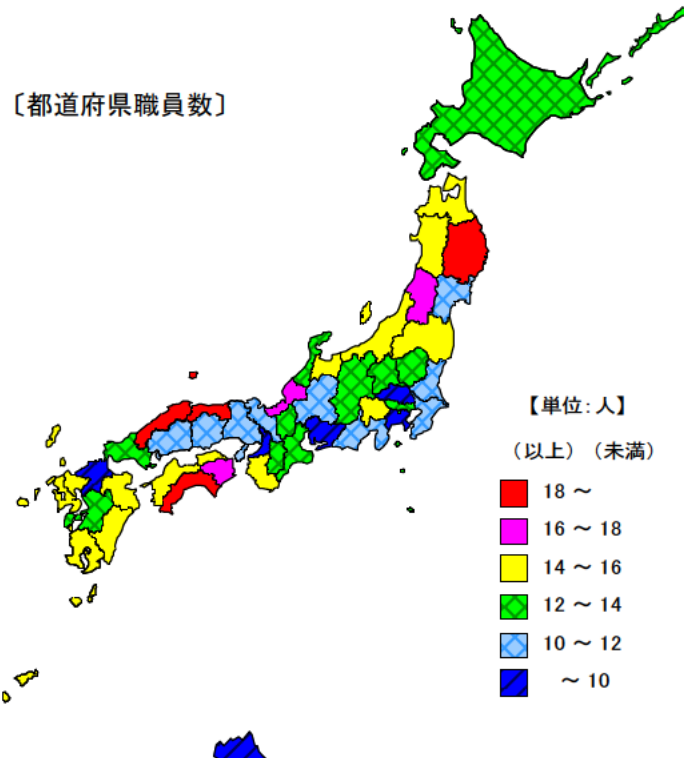 〔都道府県職員数〕
【単位：人】
（以上）（未満）
18 ～
16 ～ 18
14 ～ 16
12 ～ 14
10 ～ 12
～ 10